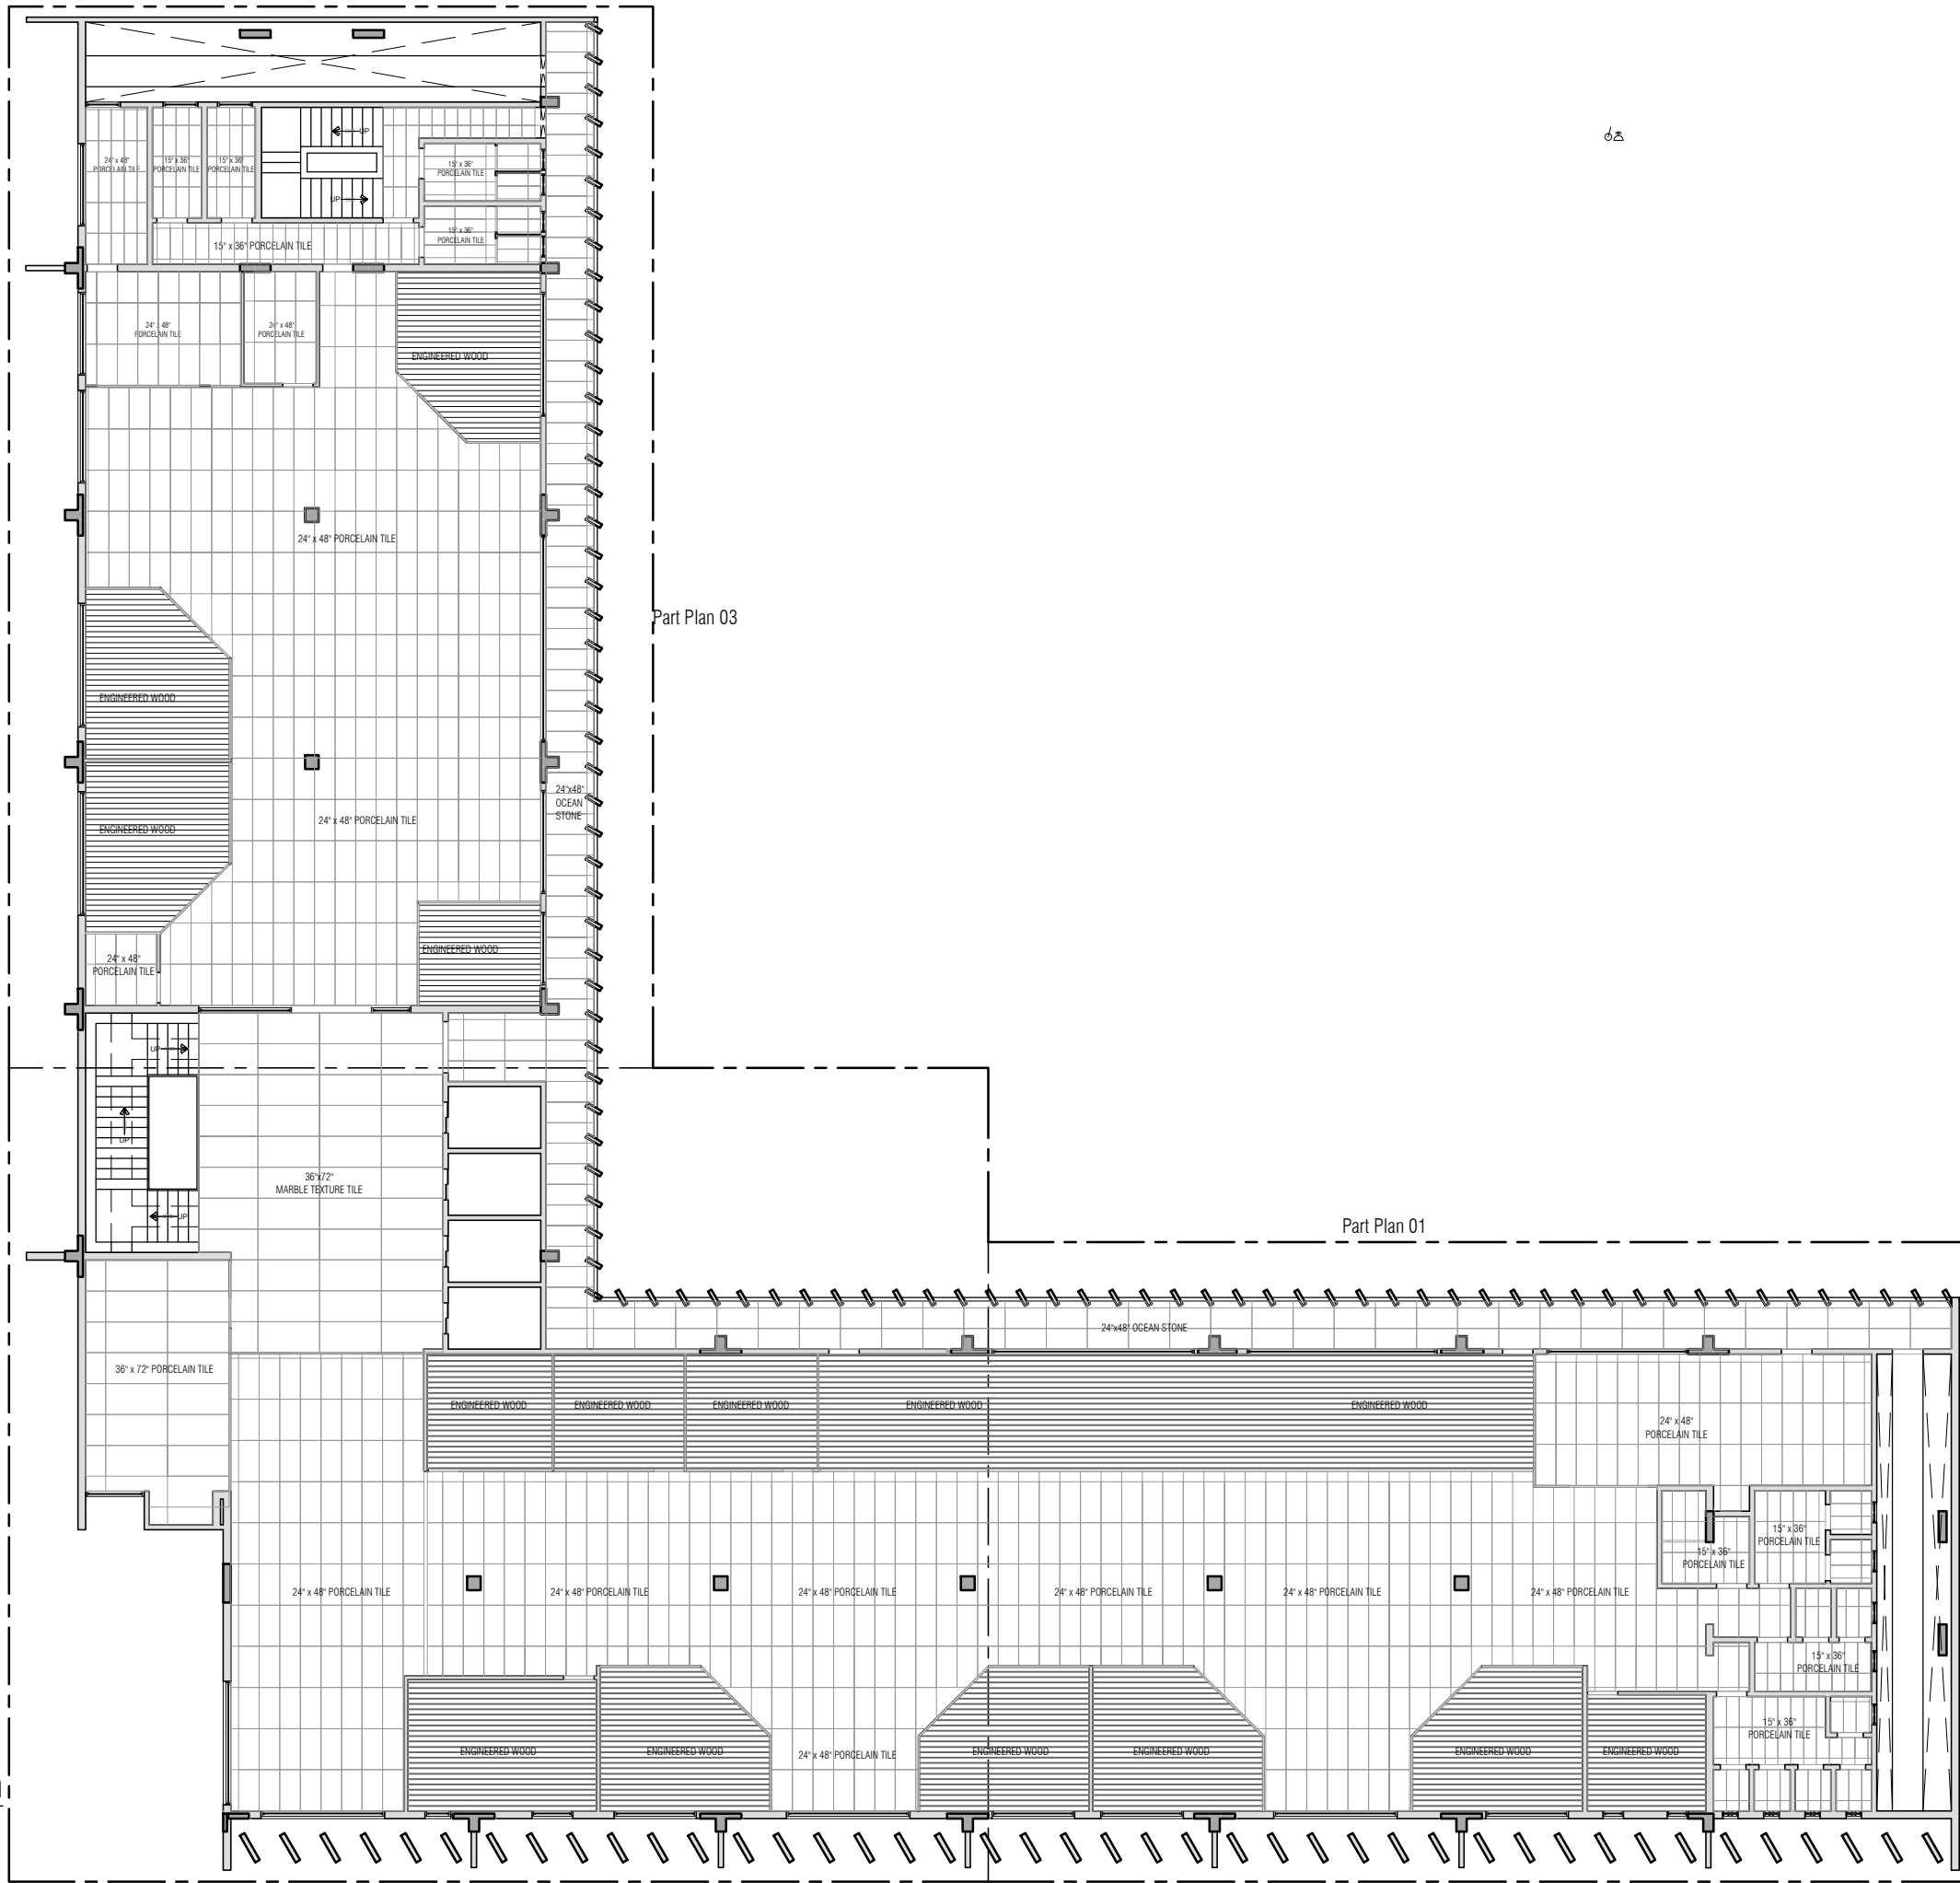 UP
24" x 48"
PORCELAIN TILE
15" x 36"
PORCELAIN TILE
15" x 36"
PORCELAIN TILE
15" x 36"
PORCELAIN TILE
UP
15" x 36"
PORCELAIN TILE
15" x 36" PORCELAIN TILE
24" x 48"
PORCELAIN TILE
24" x 48"
PORCELAIN TILE
ENGINEERED WOOD
24" x 48" PORCELAIN TILE
Part Plan 03
ENGINEERED WOOD
24"x48"
OCEAN
STONE
24" x 48" PORCELAIN TILE
ENGINEERED WOOD
ENGINEERED WOOD
24" x 48"
PORCELAIN TILE
UP
UP
36"x72"
MARBLE TEXTURE TILE
UP
Part Plan 01
24"x48" OCEAN STONE
36" x 72" PORCELAIN TILE
ENGINEERED WOOD
ENGINEERED WOOD
ENGINEERED WOOD
ENGINEERED WOOD
ENGINEERED WOOD
24" x 48"
PORCELAIN TILE
15" x 36"
PORCELAIN TILE
15" x 36"
PORCELAIN TILE
24" x 48" PORCELAIN TILE
24" x 48" PORCELAIN TILE
24" x 48" PORCELAIN TILE
24" x 48" PORCELAIN TILE
24" x 48" PORCELAIN TILE
24" x 48" PORCELAIN TILE
15" x 36"
PORCELAIN TILE
15" x 36"
PORCELAIN TILE
ENGINEERED WOOD
ENGINEERED WOOD
24" x 48" PORCELAIN TILE
ENGINEERED WOOD
ENGINEERED WOOD
ENGINEERED WOOD
ENGINEERED WOOD